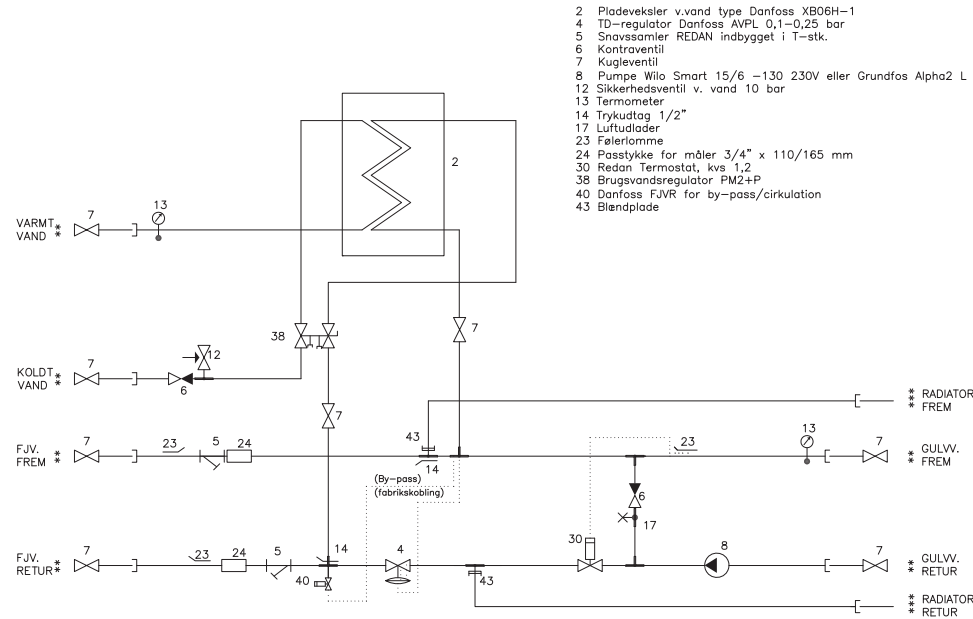 2 Pladeveksler v.vand type Danfoss XB06H-1
4 TD-regulator Danfoss AVPL 0,1-0,25 bar
5 Snavssamler REDAN indbygget i T-stk.
6 Kontraventil
7 Kugleventil
8 Pumpe Wilo Smart 15/6 -130 230V eller Grundfos Alpha2 L
12 Sikkerhedsventil v. vand 10 bar
13 Termometer
14 Trykudtag 1/2"
17 Luftudlader
23 Følerlomme
24 Passtykke for måler 3/4" x 110/165 mm
30 Redan Termostat, kvs 1,2
38 Brugsvandsregulator PM2+P
40 Danfoss FJVR for by-pass/cirkulation
43 Blændplade
2
7
13
VARMT **
VAND
38
7
7
12
KOLDT **
VAND
6
7
*** RADIATOR
FREM
FJV. **
FREM
7
23
5
24
43
14
23
13
7
** GULVV.
FREM
(By-pass)
(fabrikskobling)
6
17
FJV.
RETUR **
7
23
24
5
14
40
4
43
30
8
7
** GULVV.
RETUR
*** RADIATOR
RETUR